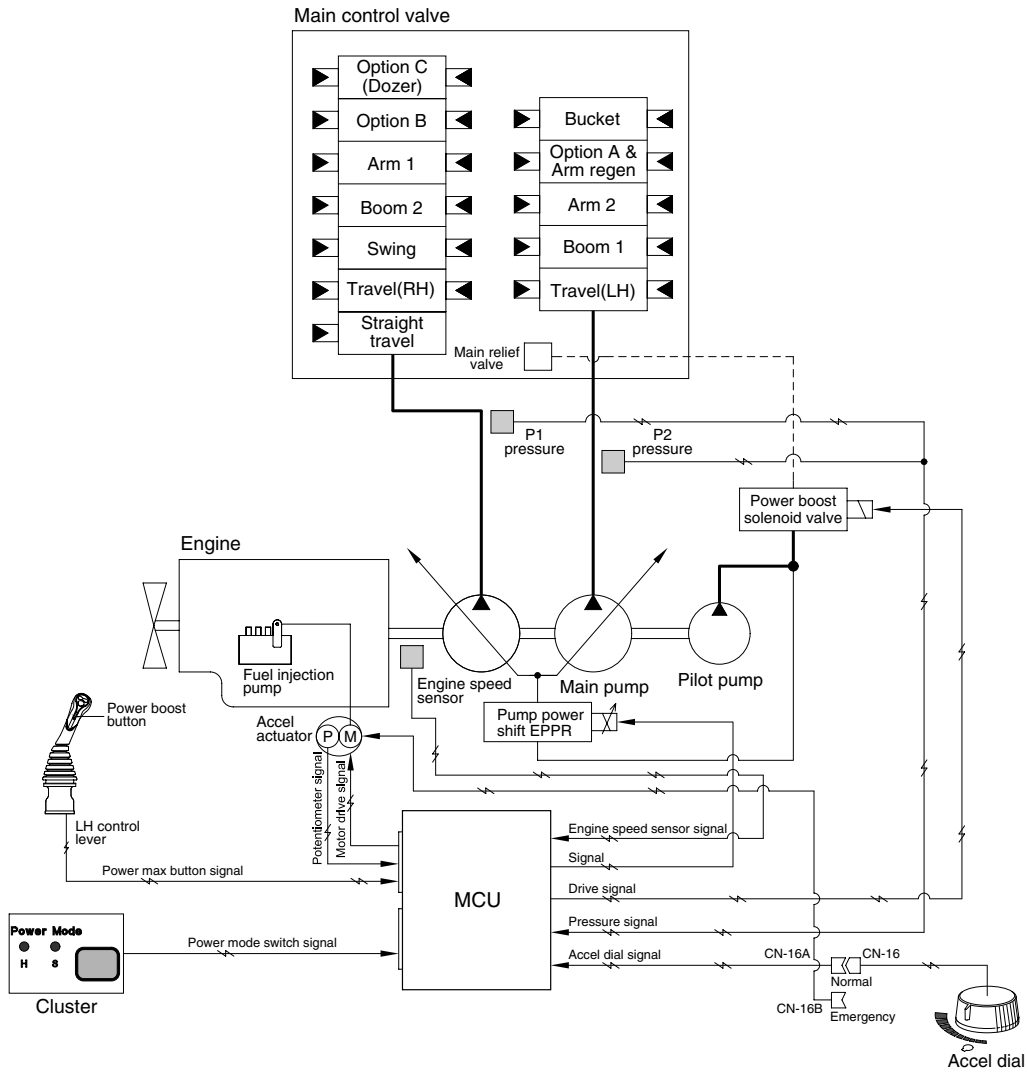 Main control valve
Option C
(Dozer)
Option B
Arm 1
Boom 2
Swing
Travel(RH)
Straight
travel
Bucket
Option A &
Arm regen
Arm 2
Boom 1
Travel(LH)
Main relief
valve
P1
pressure
P2
pressure
Power boost
solenoid valve
Engine
Fuel injection
pump
Engine speed
sensor
Main pump
Pilot pump
Pump power
shift EPPR
Accel
actuator
P
M
Power boost
button
LH control
lever
Potentiometer signal
Motor drive signal
Power max button signal
MCU
Engine speed sensor signal
Signal
Drive signal
Pressure signal
Accel dial signal
CN-16A
CN-16
Normal
CN-16B
Emergency
Power Mode
H
S
Power mode switch signal
Cluster
Accel dial